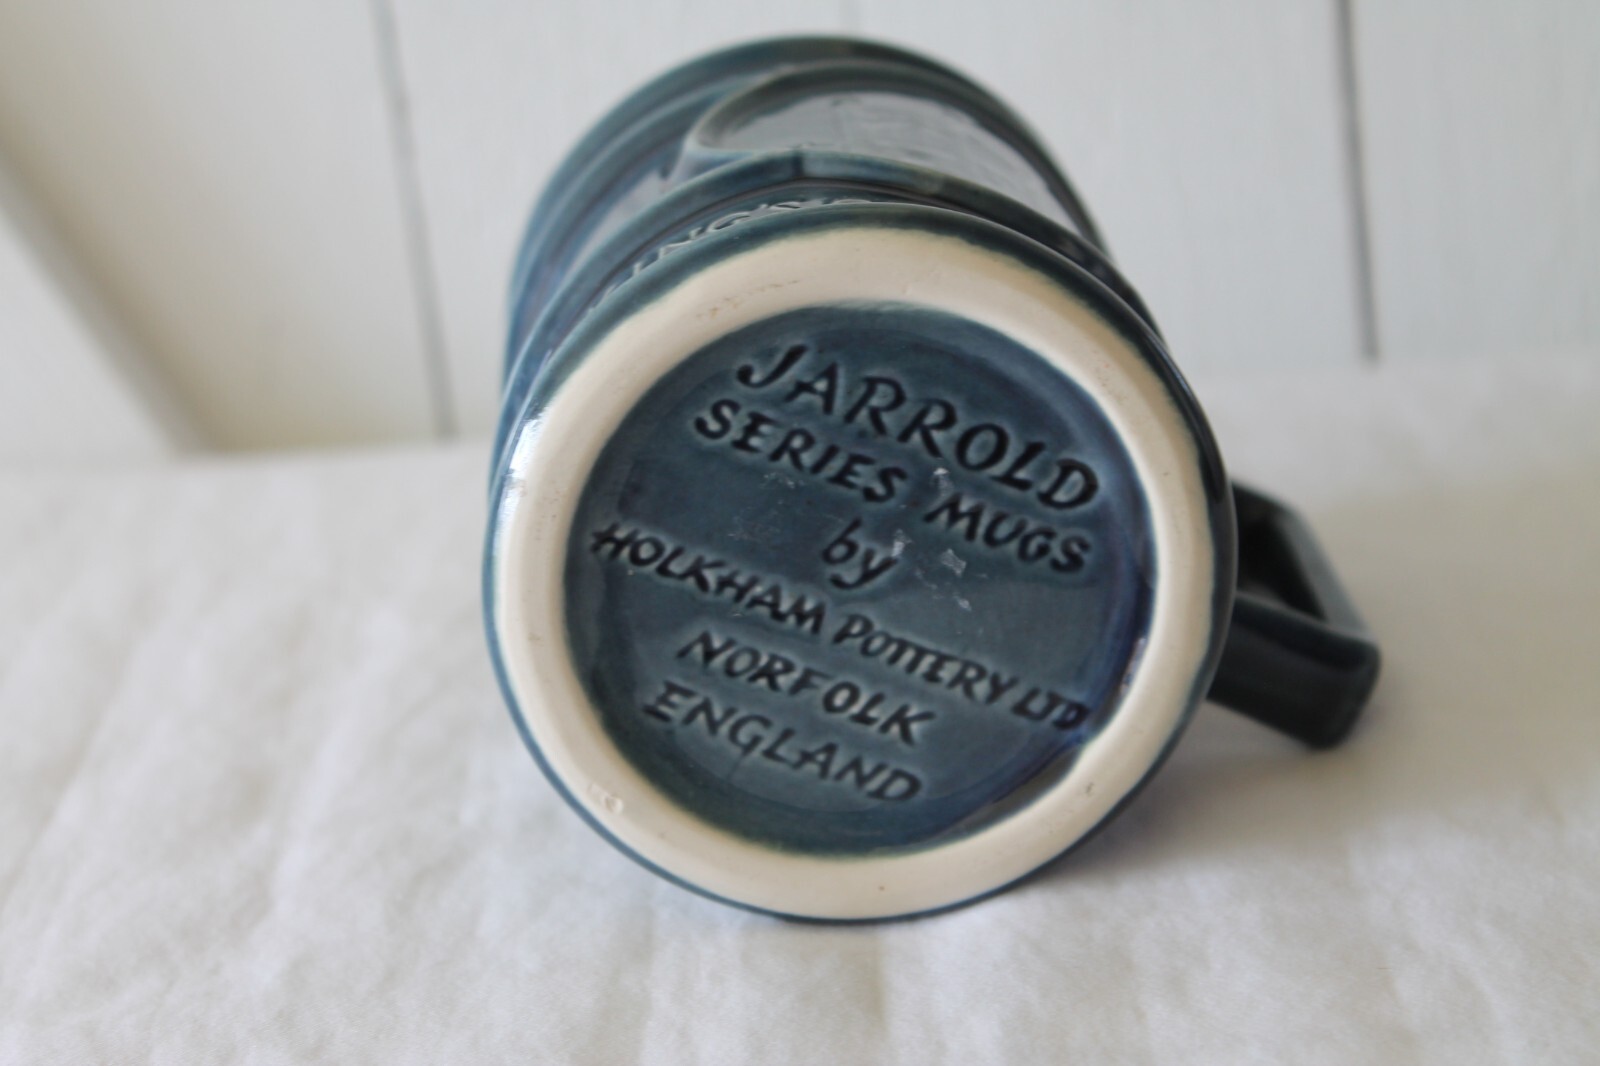 JARROLD
SERIES MUGS
by
HOLKHAM POTTERY LTD
NORFOLK
ENGLAND